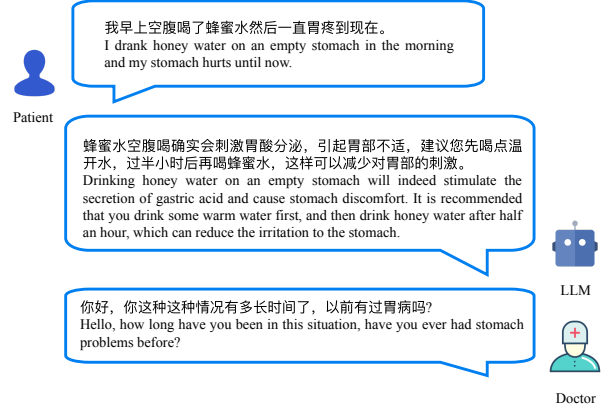 我早上空腹喝了蜂蜜水然后一直胃疼到现在。
I drank honey water on an empty stomach in the morning
and my stomach hurts until now.
Patient
蜂蜜水空腹喝确实会刺激胃酸分泌，引起胃部不适，建议您先喝点温
开水，过半小时后再喝蜂蜜水，这样可以减少对胃部的刺激。
Drinking honey water on an empty stomach will indeed stimulate the
secretion of gastric acid and cause stomach discomfort. It is recommended
that you drink some warm water first, and then drink honey water after half
an hour, which can reduce the irritation to the stomach.
LLM
你好，你这种这种情况有多长时间了，以前有过胃病吗?
Hello, how long have you been in this situation, have you ever had stomach
problems before?
Doctor